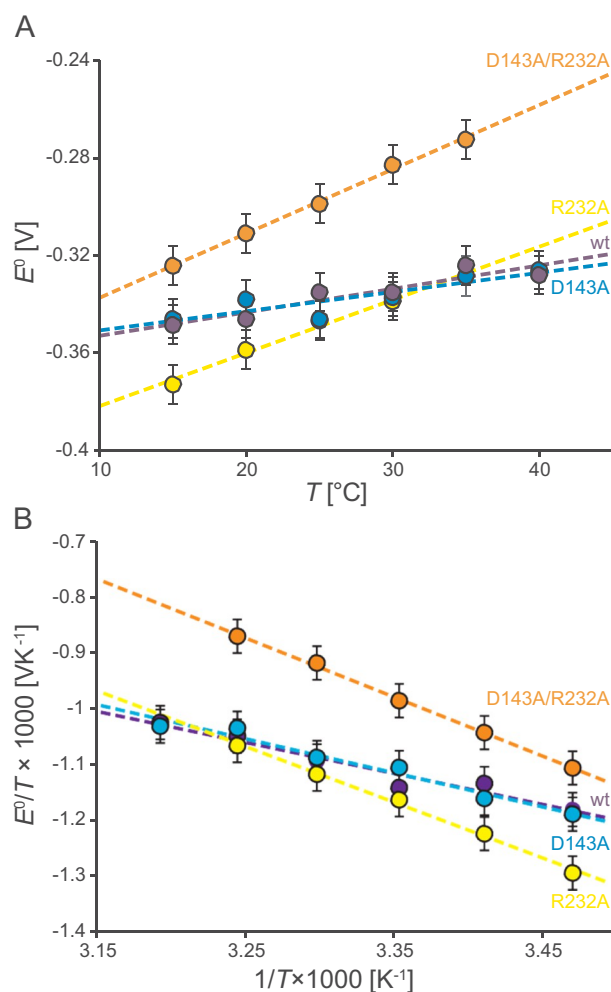 A
-0.24
-0.28
-0.32
-0.36
-0.4
E⁰ [V]
D143A/R232A
R232A
wt
D143A
10
20
30
40
T [°C]
B
-0.7
-0.8
-0.9
-1
-1.1
-1.2
-1.3
-1.4
E⁰/T × 1000 [VK⁻¹]
D143A/R232A
wt
D143A
R232A
3.15
3.25
3.35
3.45
1/T×1000 [K⁻¹]